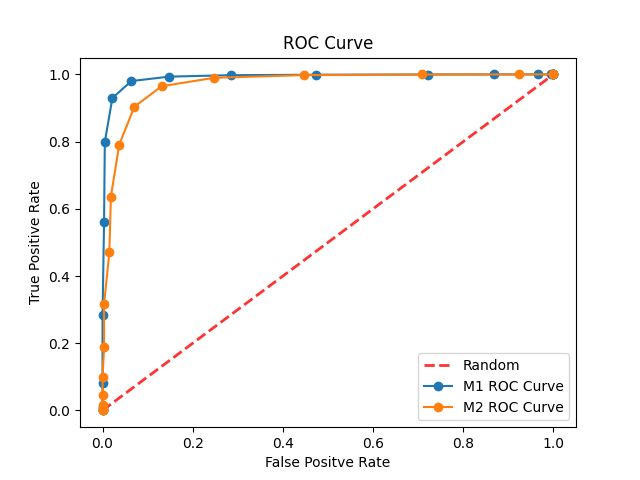 ROC Curve
True Positive Rate
1.0
0.8
0.6
0.4
0.2
0.0
0.0 0.2 0.4 0.6 0.8 1.0
False Positve Rate
Random
M1 ROC Curve
M2 ROC Curve